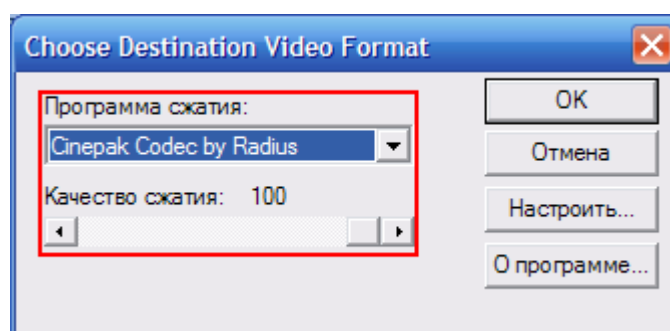 Choose Destination Video Format
Программа сжатия:
Cinepak Codec by Radius
Качество сжатия: 100
OK
Отмена
Настроить...
О программе...